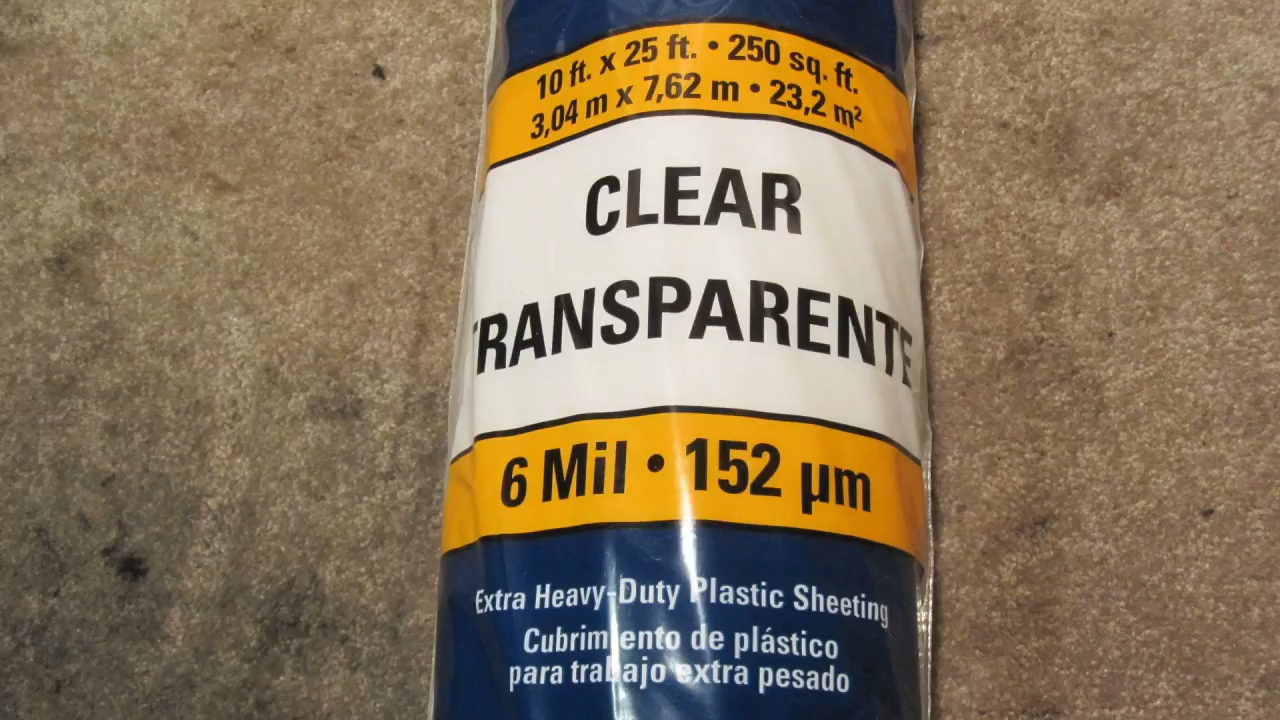 10 ft. x 25 ft. • 250 sq. ft.
3,04 m x 7,62 m • 23,2 m²
CLEAR
TRANSPARENTE
6 Mil • 152 µm
Extra Heavy-Duty Plastic Sheeting
Cubrimiento de plástico
para trabajo extra pesado